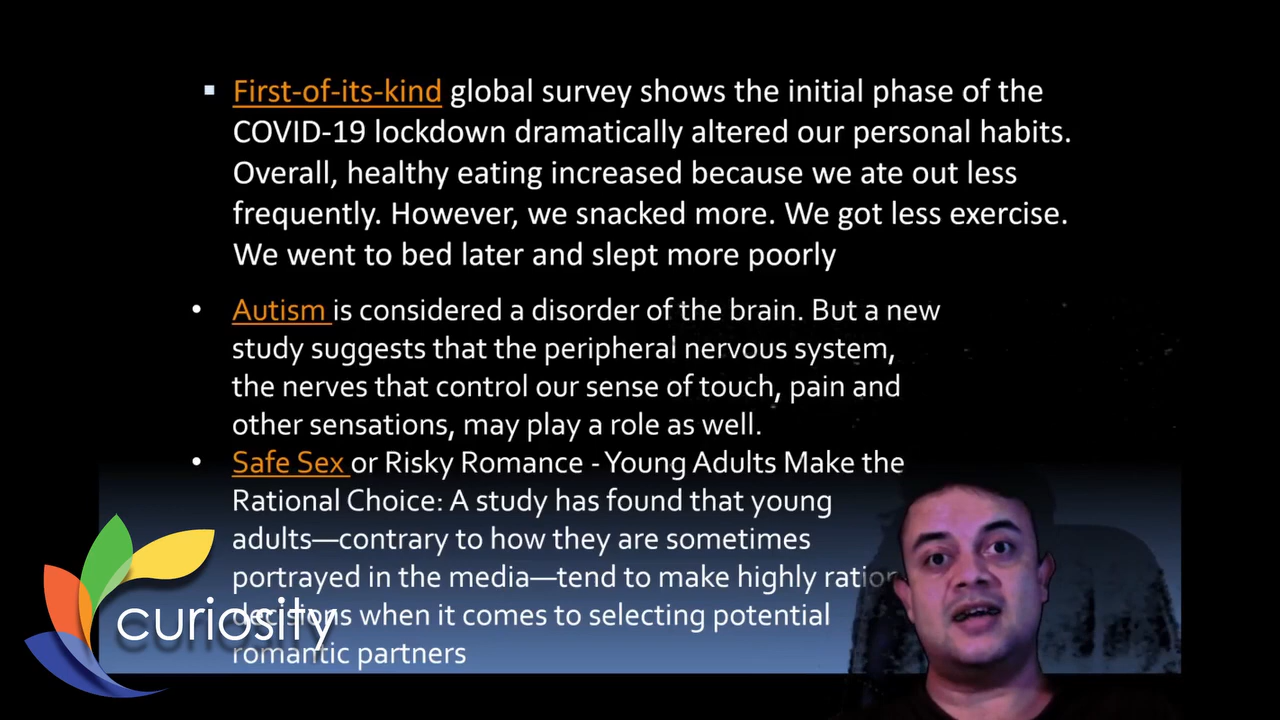 First-of-its-kind global survey shows the initial phase of the
COVID-19 lockdown dramatically altered our personal habits.
Overall, healthy eating increased because we ate out less
frequently. However, we snacked more. We got less exercise.
We went to bed later and slept more poorly
Autism is considered a disorder of the brain. But a new
study suggests that the peripheral nervous system,
the nerves that control our sense of touch, pain and
other sensations, may play a role as well.
Safe Sex or Risky Romance - Young Adults Make the
Rational Choice: A study has found that young
adults—contrary to how they are sometimes
portrayed in the media—tend to make highly
decisions when it comes to selecting potential
romantic partners
curiosity